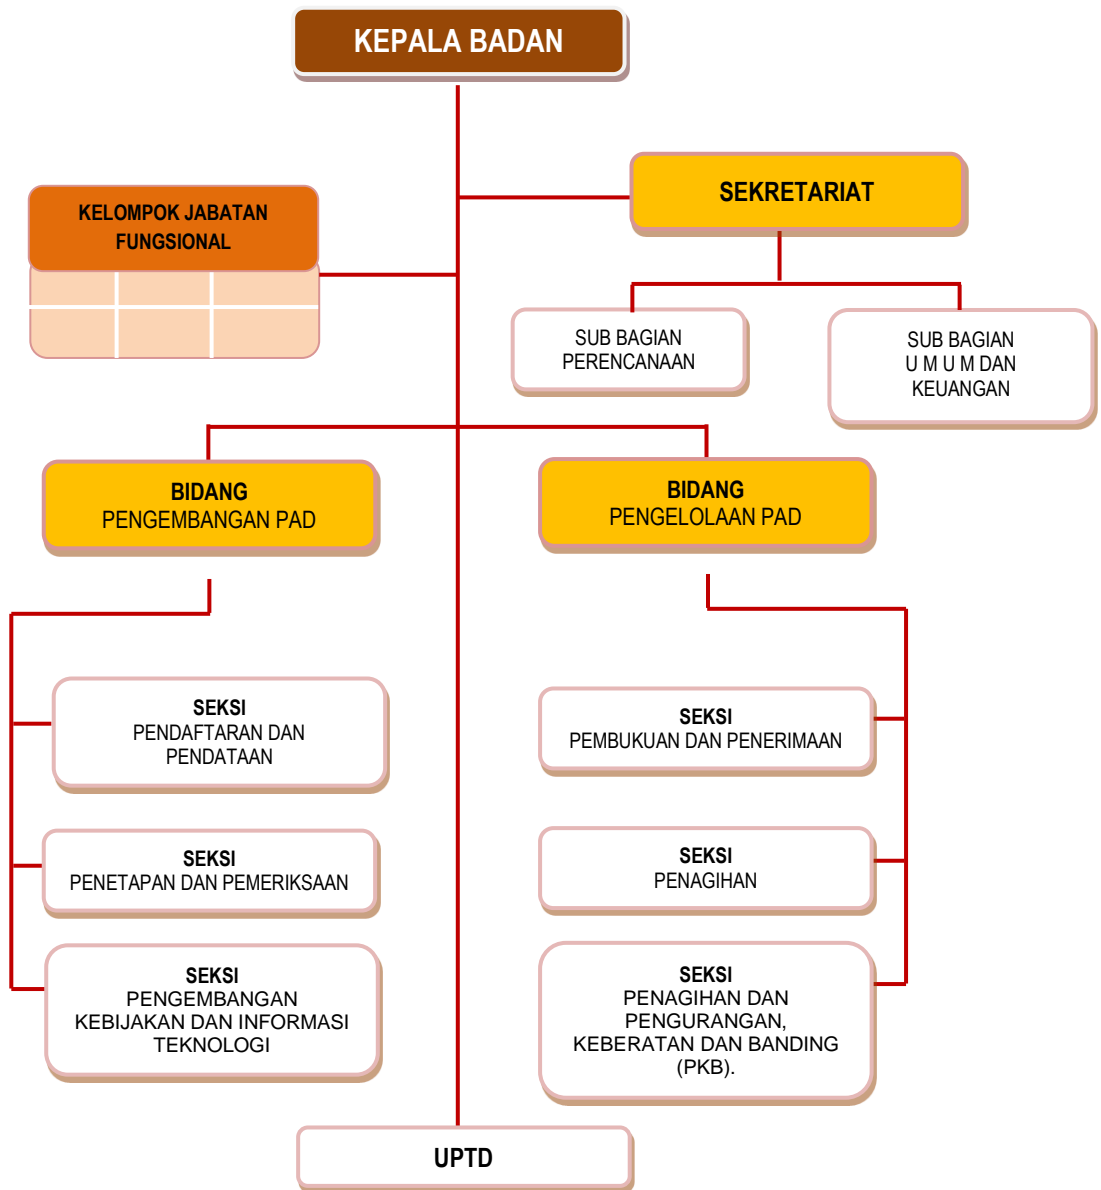 KEPALA BADAN
SEKRETARIAT
KELOMPOK JABATAN
FUNGSIONAL
SUB BAGIAN
PERENCANAAN
SUB BAGIAN
U M U M DAN
KEUANGAN
BIDANG
PENGEMBANGAN PAD
BIDANG
PENGELOLAAN PAD
SEKSI
PENDAFTARAN DAN
PENDATAAN
SEKSI
PENETAPAN DAN PEMERIKSAAN
SEKSI
PENGEMBANGAN
KEBIJAKAN DAN INFORMASI
TEKNOLOGI
SEKSI
PEMBUKUAN DAN PENERIMAAN
SEKSI
PENAGIHAN
SEKSI
PENAGIHAN DAN
PENGURANGAN,
KEBERATAN DAN BANDING
(PKB).
UPTD